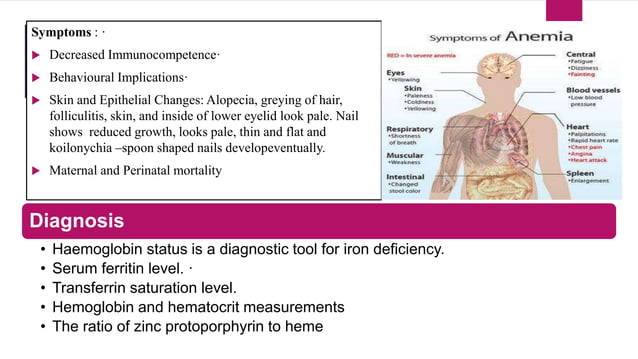 Symptoms : ·
Decreased Immunocompetence·
Behavioural Implications·
Skin and Epithelial Changes: Alopecia, greying of hair,
folliculitis, skin, and inside of lower eyelid look pale. Nail
shows reduced growth, looks pale, thin and flat and
koilonychia –spoon shaped nails developeventually.
Maternal and Perinatal mortality
Symptoms of Anemia
RED = In severe anemia
Eyes
•Yellowing
Skin
•Paleness
•Coldness
•Yellowing
Respiratory
•Shortness
of breath
Muscular
•Weakness
Intestinal
•Changed
stool color
Central
•Fatigue
•Dizziness
•Fainting
Blood vessels
•Low blood
pressure
Heart
•Palpitations
•Rapid heart rate
•Chest pain
•Angina
•Heart attack
Spleen
•Enlargement
Diagnosis
• Haemoglobin status is a diagnostic tool for iron deficiency.
• Serum ferritin level. ·
• Transferrin saturation level.
• Hemoglobin and hematocrit measurements
• The ratio of zinc protoporphyrin to heme